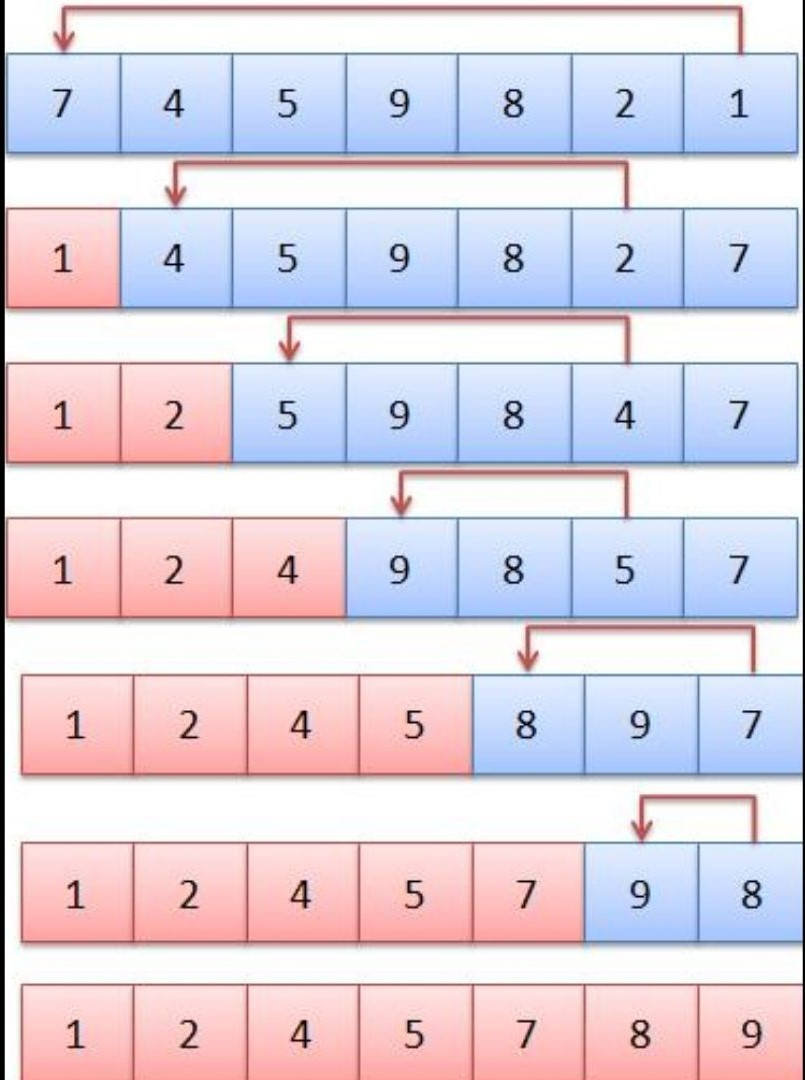 7 4 5 9 8 2 1
1 4 5 9 8 2 7
1 2 5 9 8 4 7
1 2 4 9 8 5 7
1 2 4 5 8 9 7
1 2 4 5 7 9 8
1 2 4 5 7 8 9